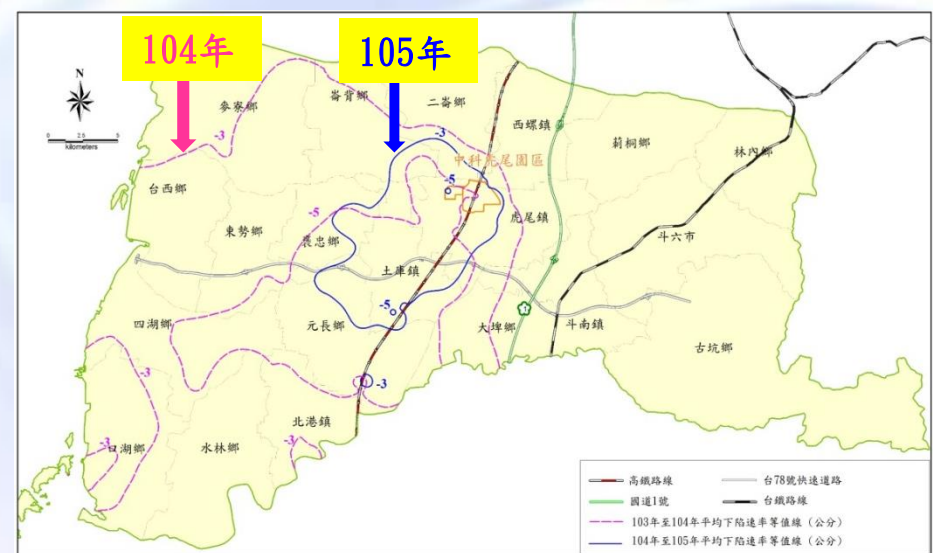 104年
105年
N
0 2.5 5
kilometers
麥寮鄉
崙背鄉
二崙鄉
西螺鎮
莿桐鄉
林內鄉
-3
-3
中科虎尾園區
台西鄉
-5
-5
虎尾鎮
東勢鄉
褒忠鄉
斗六市
土庫鎮
四湖鄉
元長鄉
-5
1
大埤鄉
斗南鎮
古坑鄉
-3
-3
北港鎮
-3
口湖鄉
-3
水林鄉
高鐵路線
台78號快速道路
國道1號
台鐵路線
103年至104年平均下陷速率等值線（公分）
104年至105年平均下陷速率等值線（公分）